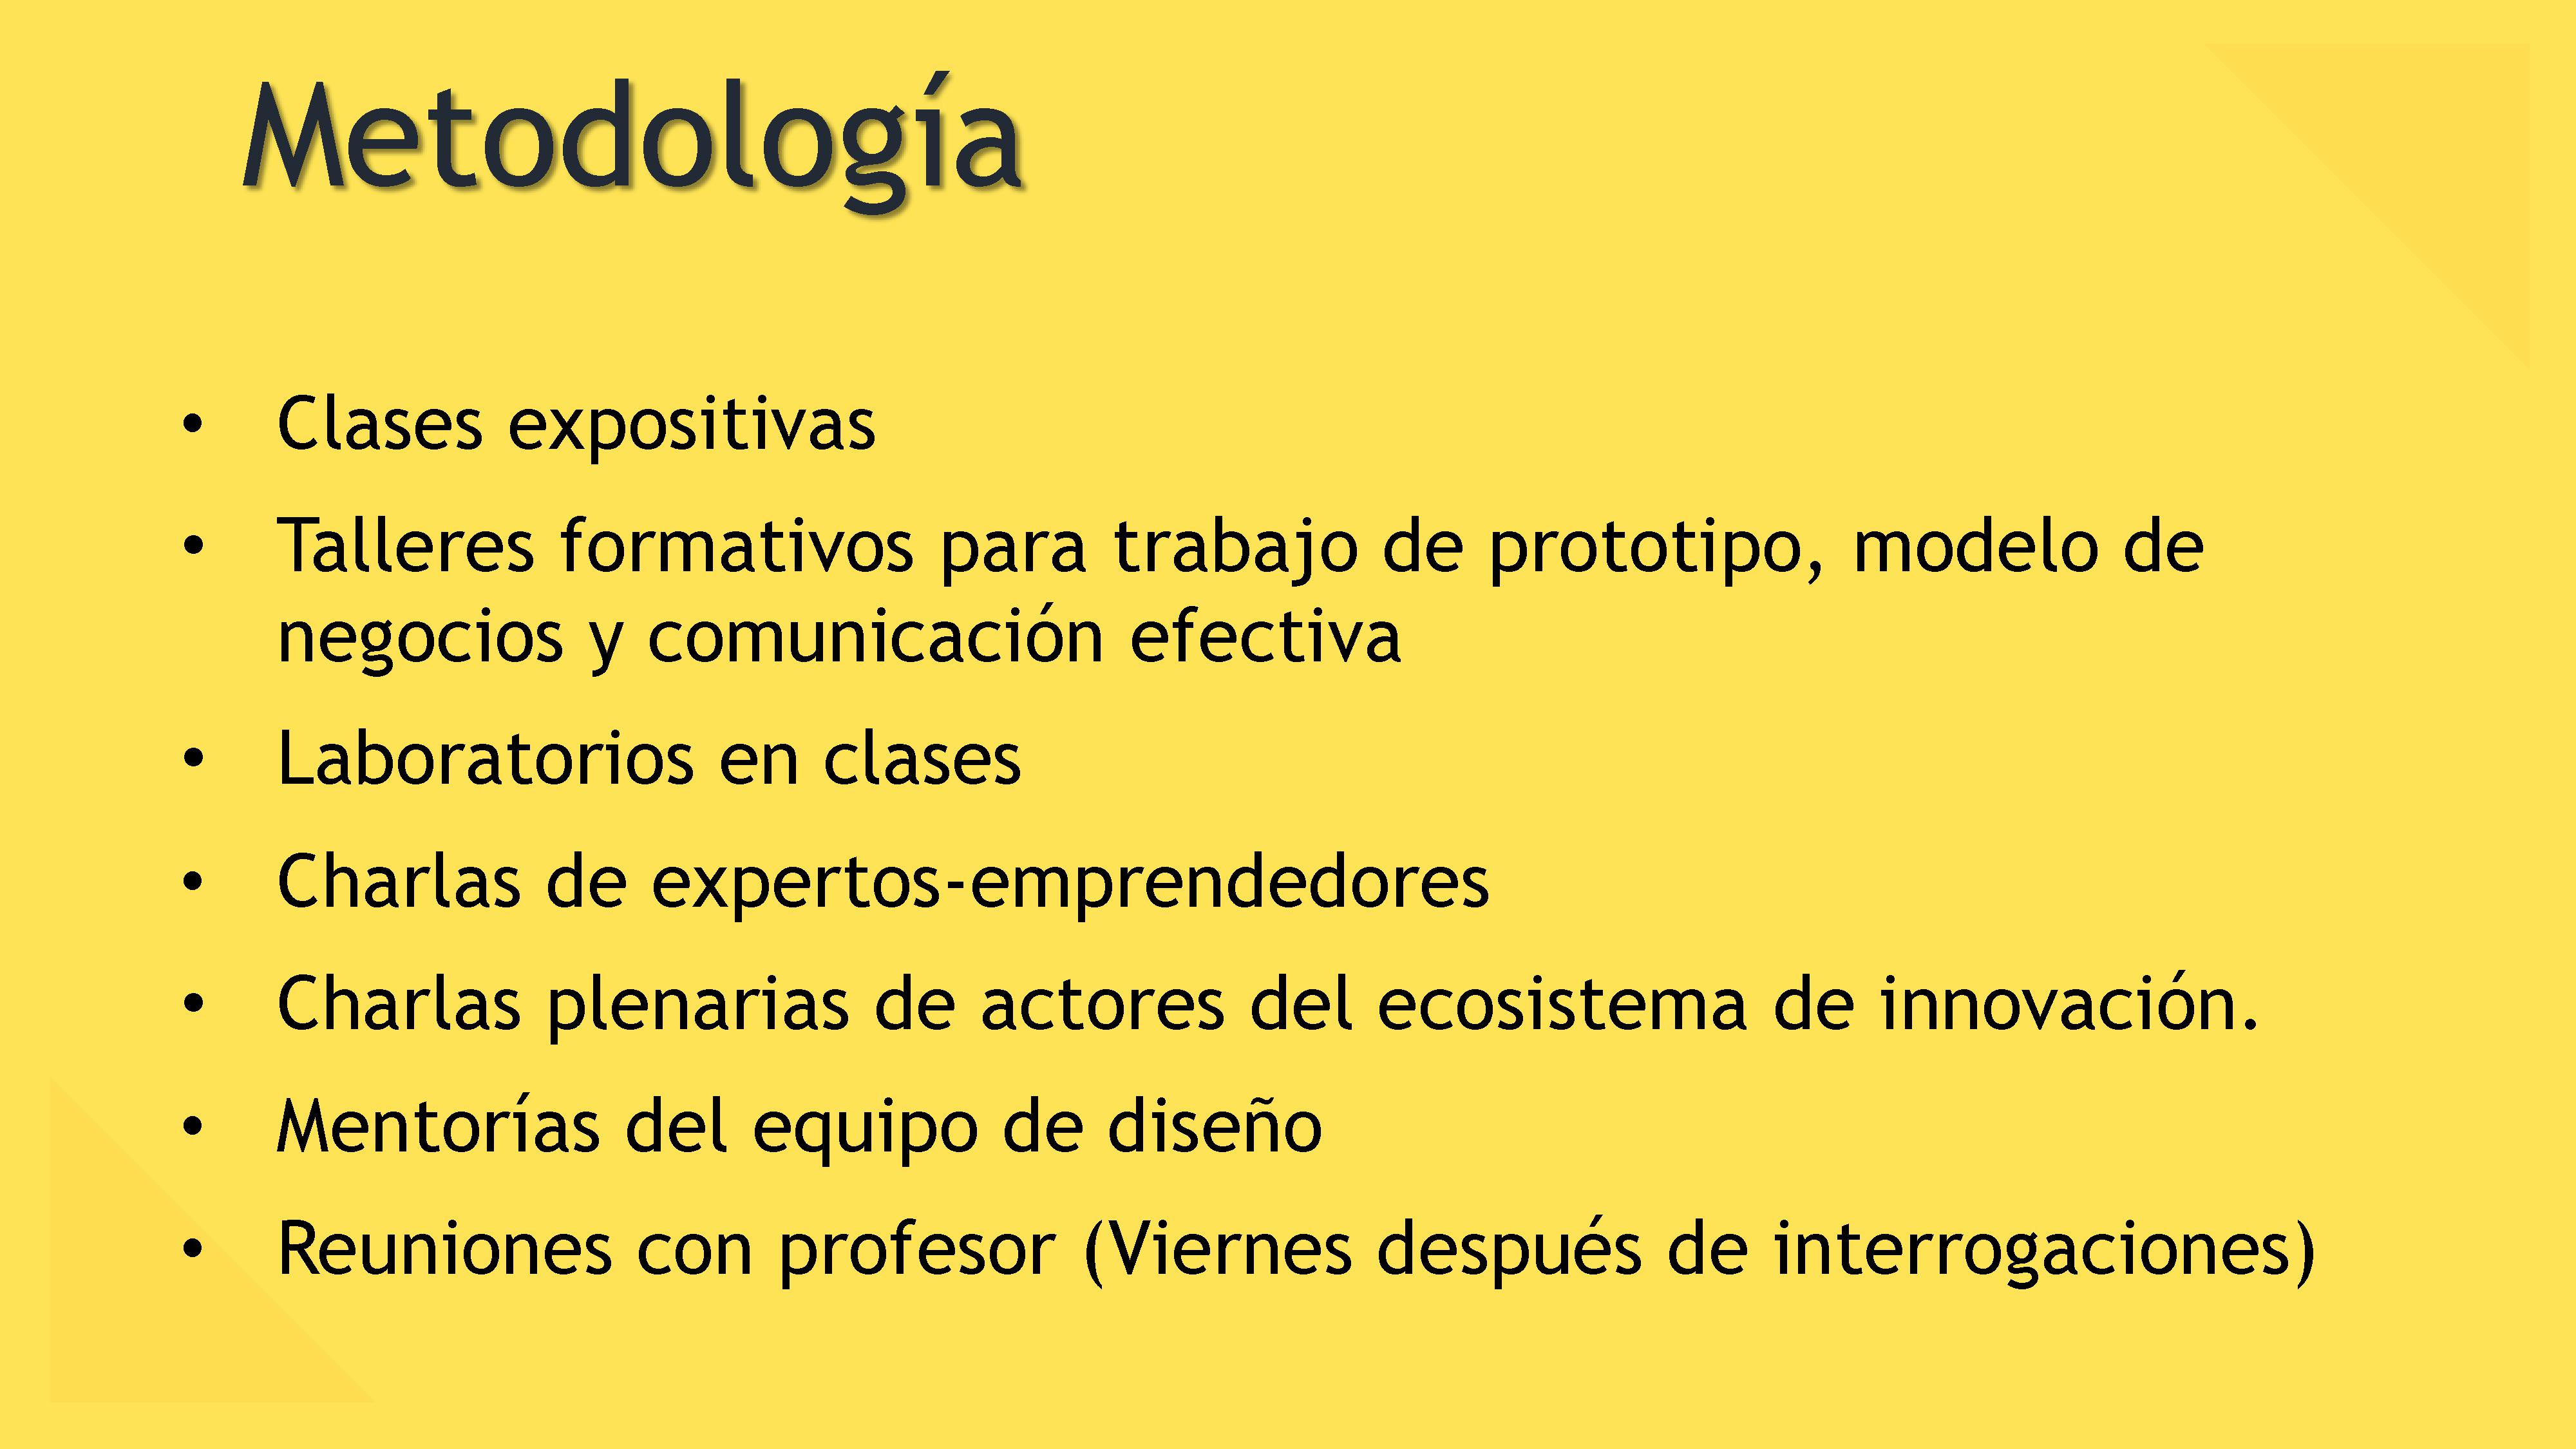 Metodología
• Clases expositivas
• Talleres formativos para trabajo de prototipo, modelo de
negocios y comunicación efectiva
• Laboratorios en clases
• Charlas de expertos-emprendedores
• Charlas plenarias de actores del ecosistema de innovación.
• Mentorías del equipo de diseño
• Reuniones con profesor (Viernes después de interrogaciones)